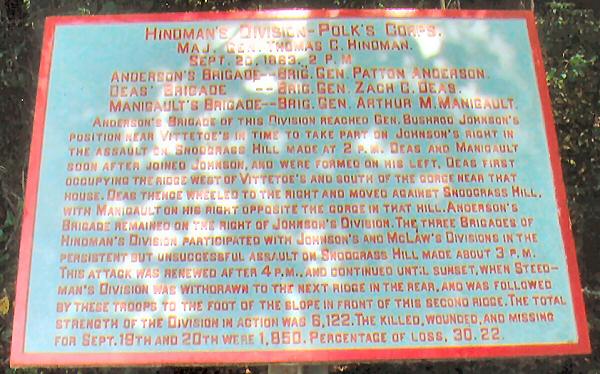 HINDMAN'S DIVISION-POLK'S CORPS.
MAJ. GEN. THOMAS C. HINDMAN.
SEPT. 20, 1863, 2 P.M
ANDERSON'S BRIGADE--BRIG. GEN. PATTON ANDERSON.
DEAS' BRIGADE --BRIG. GEN. ZACH C. DEAS.
MANIGAULT'S BRIGADE--BRIG. GEN. ARTHUR M. MANIGAULT.
ANDERSON'S BRIGADE OF THIS DIVISION REACHED GEN. BUSHROD JOHNSON'S
POSITION NEAR VITTETOE'S IN TIME TO TAKE PART ON JOHNSON'S RIGHT IN
THE ASSAULT ON SNODGRASS HILL MADE AT 2 P.M. DEAS AND MANIGAULT
SOON AFTER JOINED JOHNSON, AND WERE FORMED ON HIS LEFT, DEAS FIRST
OCCUPYING THE RIDGE WEST OF VITTETOE'S AND SOUTH OF THE GORGE NEAR THAT
HOUSE. DEAS THENCE WHEELED TO THE RIGHT AND MOVED AGAINST SNODGRASS HILL,
WITH MANIGAULT ON HIS RIGHT OPPOSITE THE GORGE IN THAT HILL. ANDERSON'S
BRIGADE REMAINED ON THE RIGHT OF JOHNSON'S DIVISION. THE THREE BRIGADES OF
HINDMAN'S DIVISION PARTICIPATED WITH JOHNSON'S AND MCLAW'S DIVISIONS IN THE
PERSISTENT BUT UNSUCCESSFUL ASSAULT ON SNODGRASS HILL MADE ABOUT 3 P.M.
THIS ATTACK WAS RENEWED AFTER 4 P.M., AND CONTINUED UNTIL SUNSET, WHEN STEED-
MAN'S DIVISION WAS WITHDRAWN TO THE NEXT RIDGE IN THE REAR, AND WAS FOLLOWED
BY THESE TROOPS TO THE FOOT OF THE SLOPE IN FRONT OF THIS SECOND RIDGE. THE TOTAL
STRENGTH OF THE DIVISION IN ACTION WAS 6,122. THE KILLED, WOUNDED, AND MISSING
FOR SEPT. 19TH AND 20TH WERE 1,850. PERCENTAGE OF LOSS, 30.22.